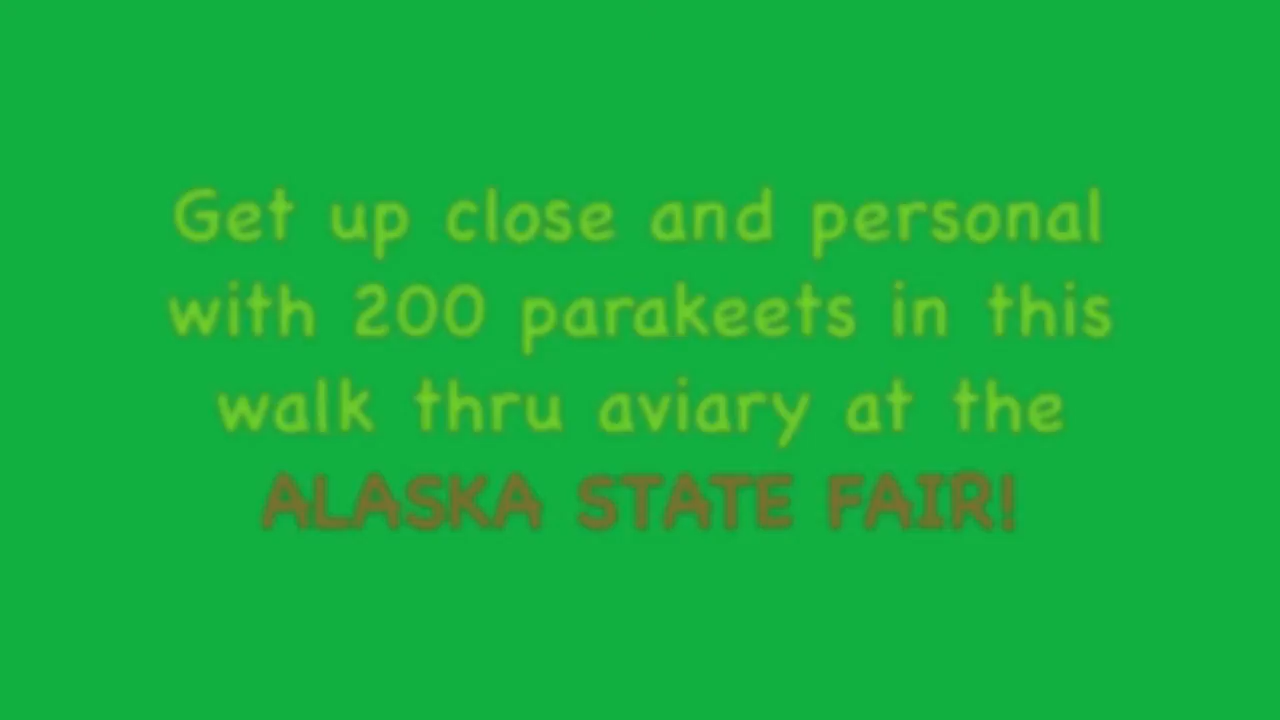 Get up close and personal
with 200 parakeets in this
walk thru aviary at the
ALASKA STATE FAIR!